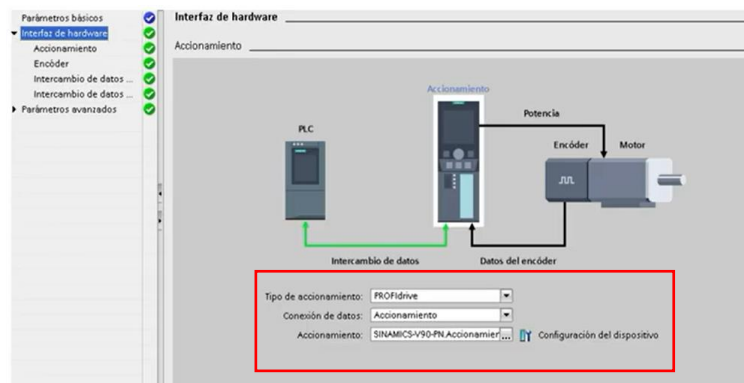 Parámetros básicos
Interfaz de hardware
Accionamiento
Encóder
Intercambio de datos ...
Intercambio de datos ...
Parámetros avanzados
Interfaz de hardware
Accionamiento
Accionamiento
Potencia
PLC
Encóder Motor
Intercambio de datos Datos del encóder
Tipo de accionamiento: PROFIdrive
Conexión de datos: Accionamiento
Accionamiento: SINAMICS-V90-PN.Accionamier ... Configuración del dispositivo